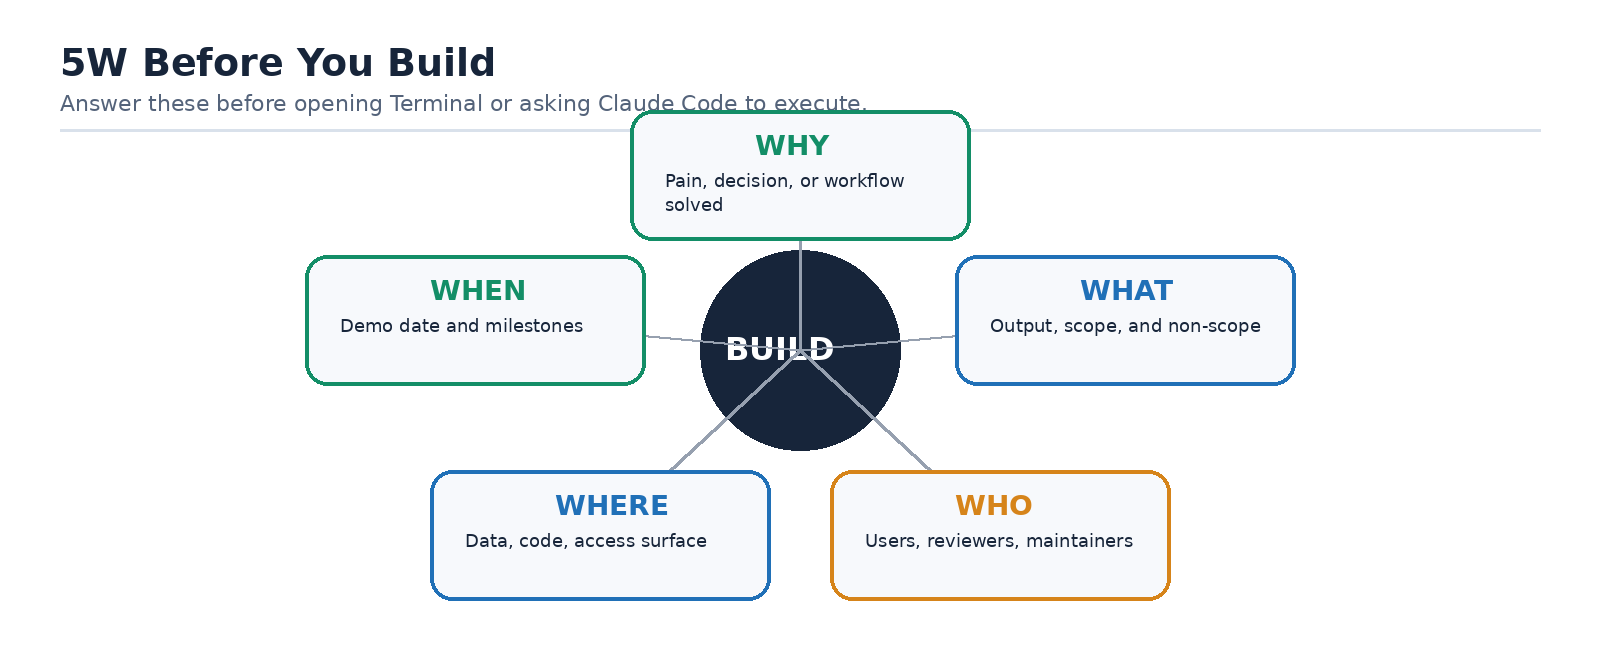 5W Before You Build
Answer these before opening Terminal or asking Claude Code to execute.
WHY
Pain, decision, or workflow
solved
WHEN
Demo date and milestones
WHAT
Output, scope, and non-scope
BUILD
WHERE
Data, code, access surface
WHO
Users, reviewers, maintainers